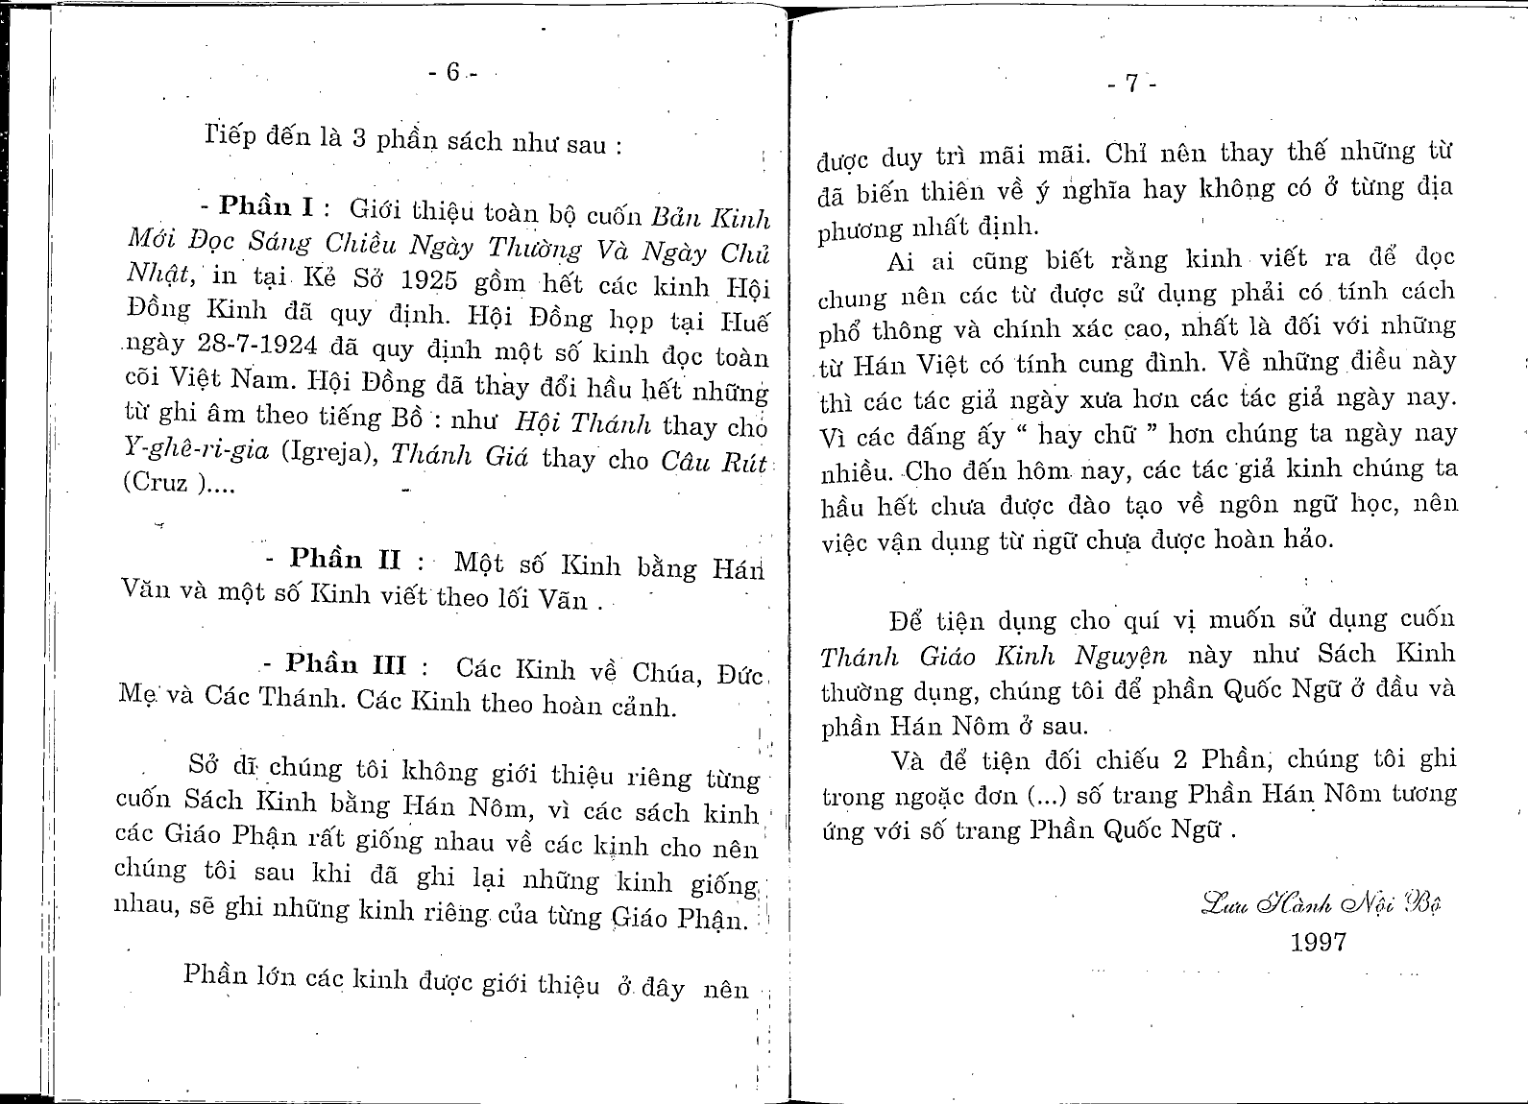 - 6 -
Tiếp đến là 3 phần sách như sau :
- Phần I : Giới thiệu toàn bộ cuốn Bản Kinh
Mới Đọc Sáng Chiều Ngày Thường Và Ngày Chủ
Nhật, in tại Kẻ Sở 1925 gồm hết các kinh Hội
Đồng Kinh đã quy định. Hội Đồng họp tại Huế
ngày 28-7-1924 đã quy định một số kinh đọc toàn
cõi Việt Nam. Hội Đồng đã thay đổi hầu hết những
từ ghi âm theo tiếng Bồ : như Hội Thánh thay cho
Y-ghê-ri-gia (Igreja), Thánh Giá thay cho Câu Rút
(Cruz )....
- Phần II : Một số Kinh bằng Hán
Văn và một số Kinh viết theo lối Vãn .
- Phần III : Các Kinh về Chúa, Đức
Mẹ và Các Thánh. Các Kinh theo hoàn cảnh.
Sở dĩ chúng tôi không giới thiệu riêng từng
cuốn Sách Kinh bằng Hán Nôm, vì các sách kinh
các Giáo Phận rất giống nhau về các kinh cho nên
chúng tôi sau khi đã ghi lại những kinh giống
nhau, sẽ ghi những kinh riêng của từng Giáo Phận.
Phần lớn các kinh được giới thiệu ở đây nên
- 7 -
được duy trì mãi mãi. Chỉ nên thay thế những từ
đã biến thiên về ý nghĩa hay không có ở từng địa
phương nhất định.
Ai ai cũng biết rằng kinh viết ra để đọc
chung nên các từ được sử dụng phải có tính cách
phổ thông và chính xác cao, nhất là đối với những
từ Hán Việt có tính cung đình. Về những điều này
thì các tác giả ngày xưa hơn các tác giả ngày nay.
Vì các đấng ấy " hay chữ " hơn chúng ta ngày nay
nhiều. Cho đến hôm nay, các tác giả kinh chúng ta
hầu hết chưa được đào tạo về ngôn ngữ học, nên
việc vận dụng từ ngữ chưa được hoàn hảo.
Để tiện dụng cho quí vị muốn sử dụng cuốn
Thánh Giáo Kinh Nguyện này như Sách Kinh
thường dụng, chúng tôi để phần Quốc Ngữ ở đầu và
phần Hán Nôm ở sau.
Và để tiện đối chiếu 2 Phần, chúng tôi ghi
trong ngoặc đơn (...) số trang Phần Hán Nôm tương
ứng với số trang Phần Quốc Ngữ .
Lưu Hành Nội Bộ
1997